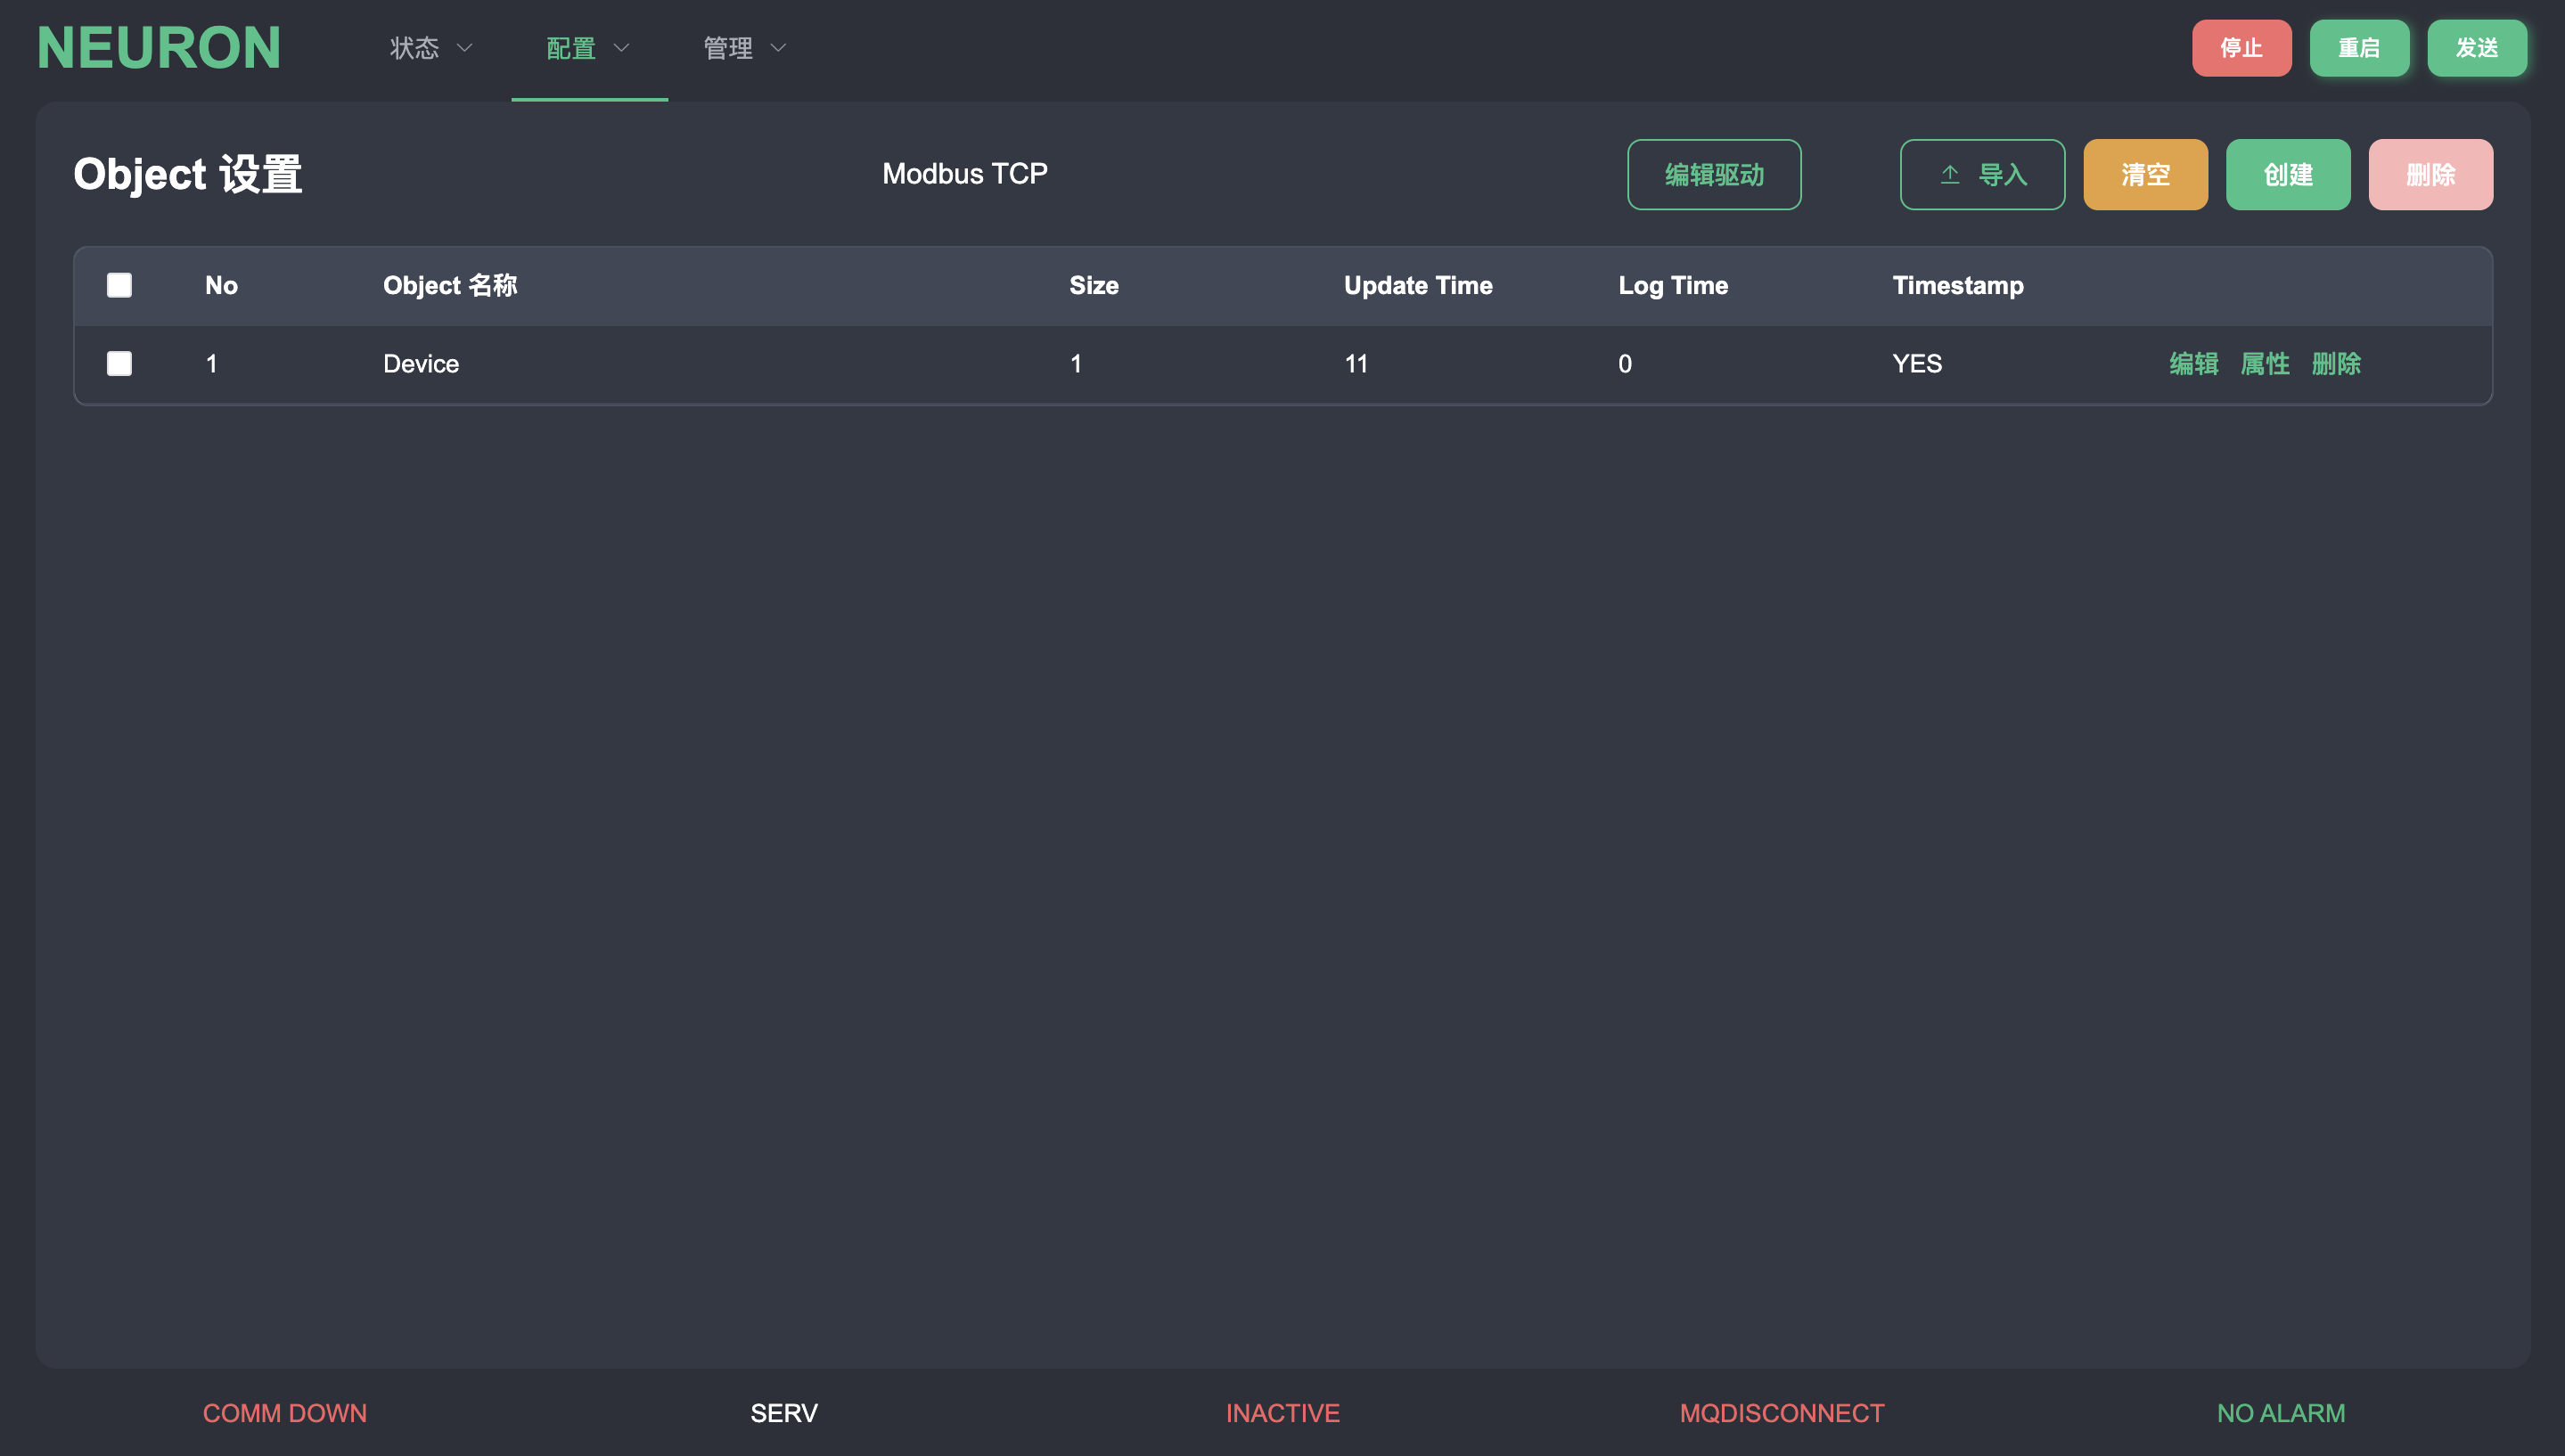 NEURON 状态 配置 管理 停止 重启 发送
Object 设置 Modbus TCP 编辑驱动 导入 清空 创建 删除
No Object 名称 Size Update Time Log Time Timestamp
1 Device 1 11 0 YES 编辑 属性 删除
COMM DOWN SERV INACTIVE MQDISCONNECT NO ALARM